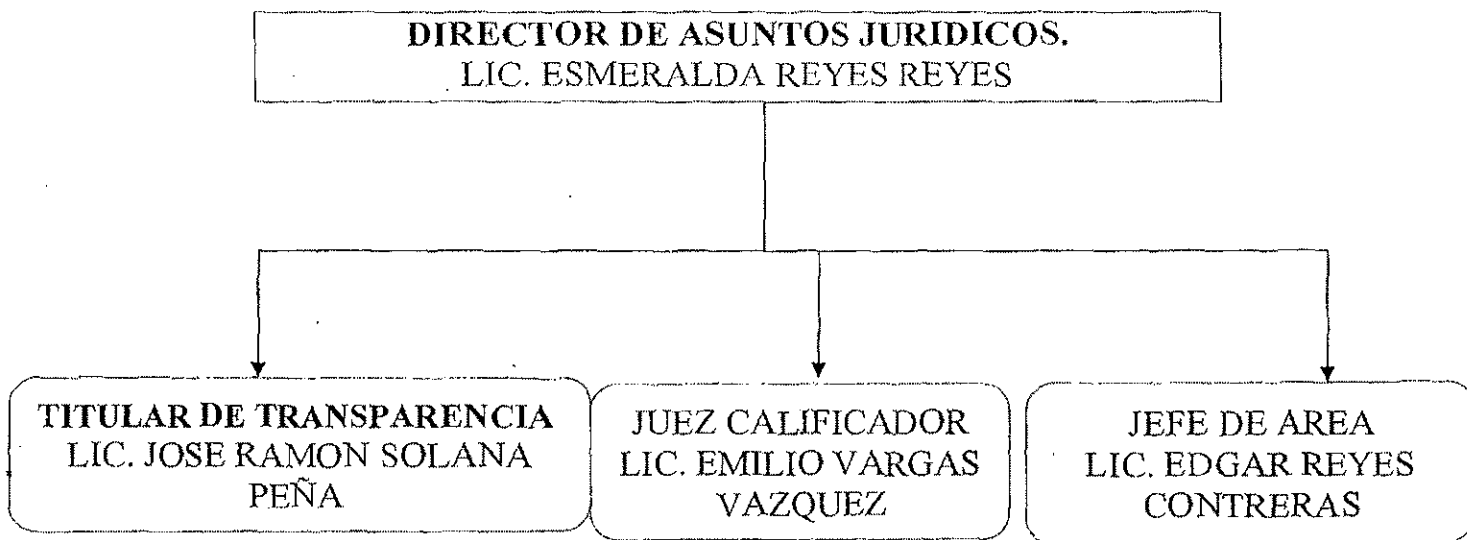 DIRECTOR DE ASUNTOS JURIDICOS.
LIC. ESMERALDA REYES REYES
TITULAR DE TRANSPARENCIA
LIC. JOSE RAMON SOLANA
PEÑA
JUEZ CALIFICADOR
LIC. EMILIO VARGAS
VAZQUEZ
JEFE DE AREA
LIC. EDGAR REYES
CONTRERAS